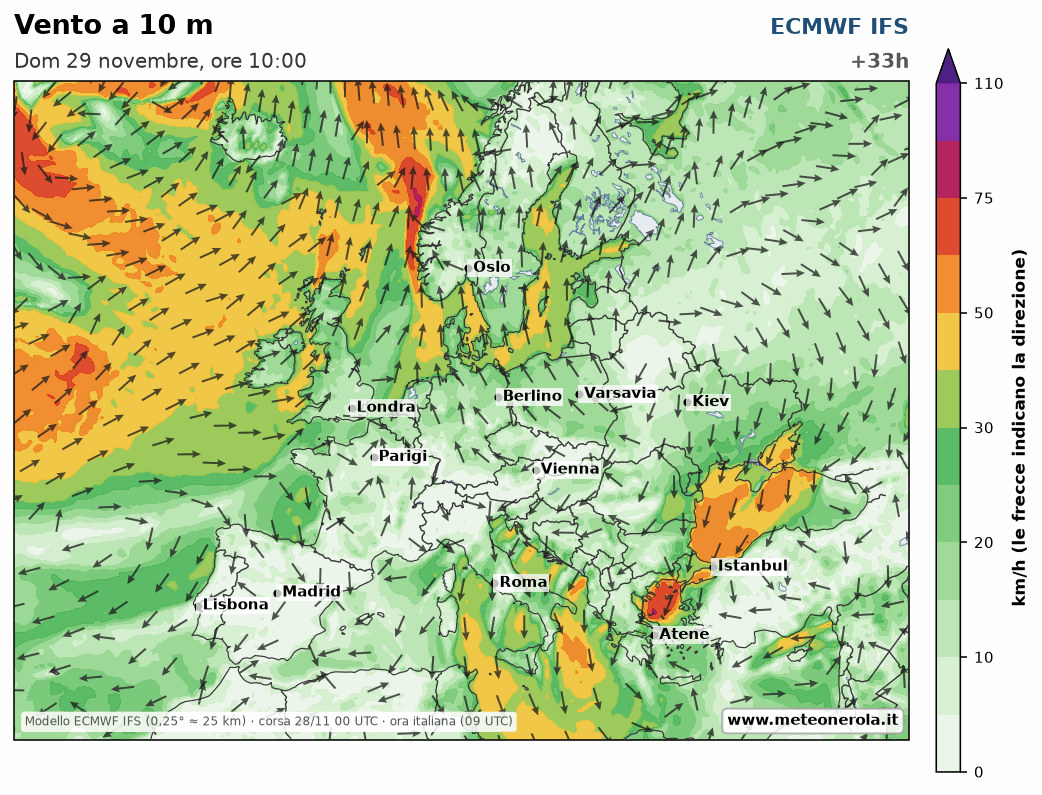 Vento a 10 m
ECMWF IFS
Dom 29 novembre, ore 10:00
+33h
110
75
50
30
20
10
0
km/h (le frecce indicano la direzione)
Oslo
Berlino
Varsavia
Kiev
Londra
Parigi
Vienna
Istanbul
Roma
Madrid
Lisbona
Atene
Modello ECMWF IFS (0,25° ≈ 25 km) · corsa 28/11 00 UTC · ora italiana (09 UTC)
www.meteonerola.it